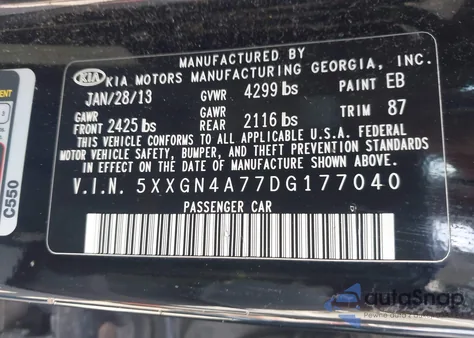 MANUFACTURED BY
KIA KIA MOTORS MANUFACTURING GEORGIA, INC.
JAN/28/13 GVWR 4299 lbs PAINT EB
GAWR FRONT 2425 lbs GAWR REAR 2116 lbs TRIM 87
THIS VEHICLE CONFORMS TO ALL APPLICABLE U.S.A. FEDERAL
MOTOR VEHICLE SAFETY, BUMPER, AND THEFT PREVENTION STANDARDS
IN EFFECT ON THE DATE OF MANUFACTURE SHOWN ABOVE
V.I.N. 5XXGN4A77DG177040
PASSENGER CAR
C550
autoSnap